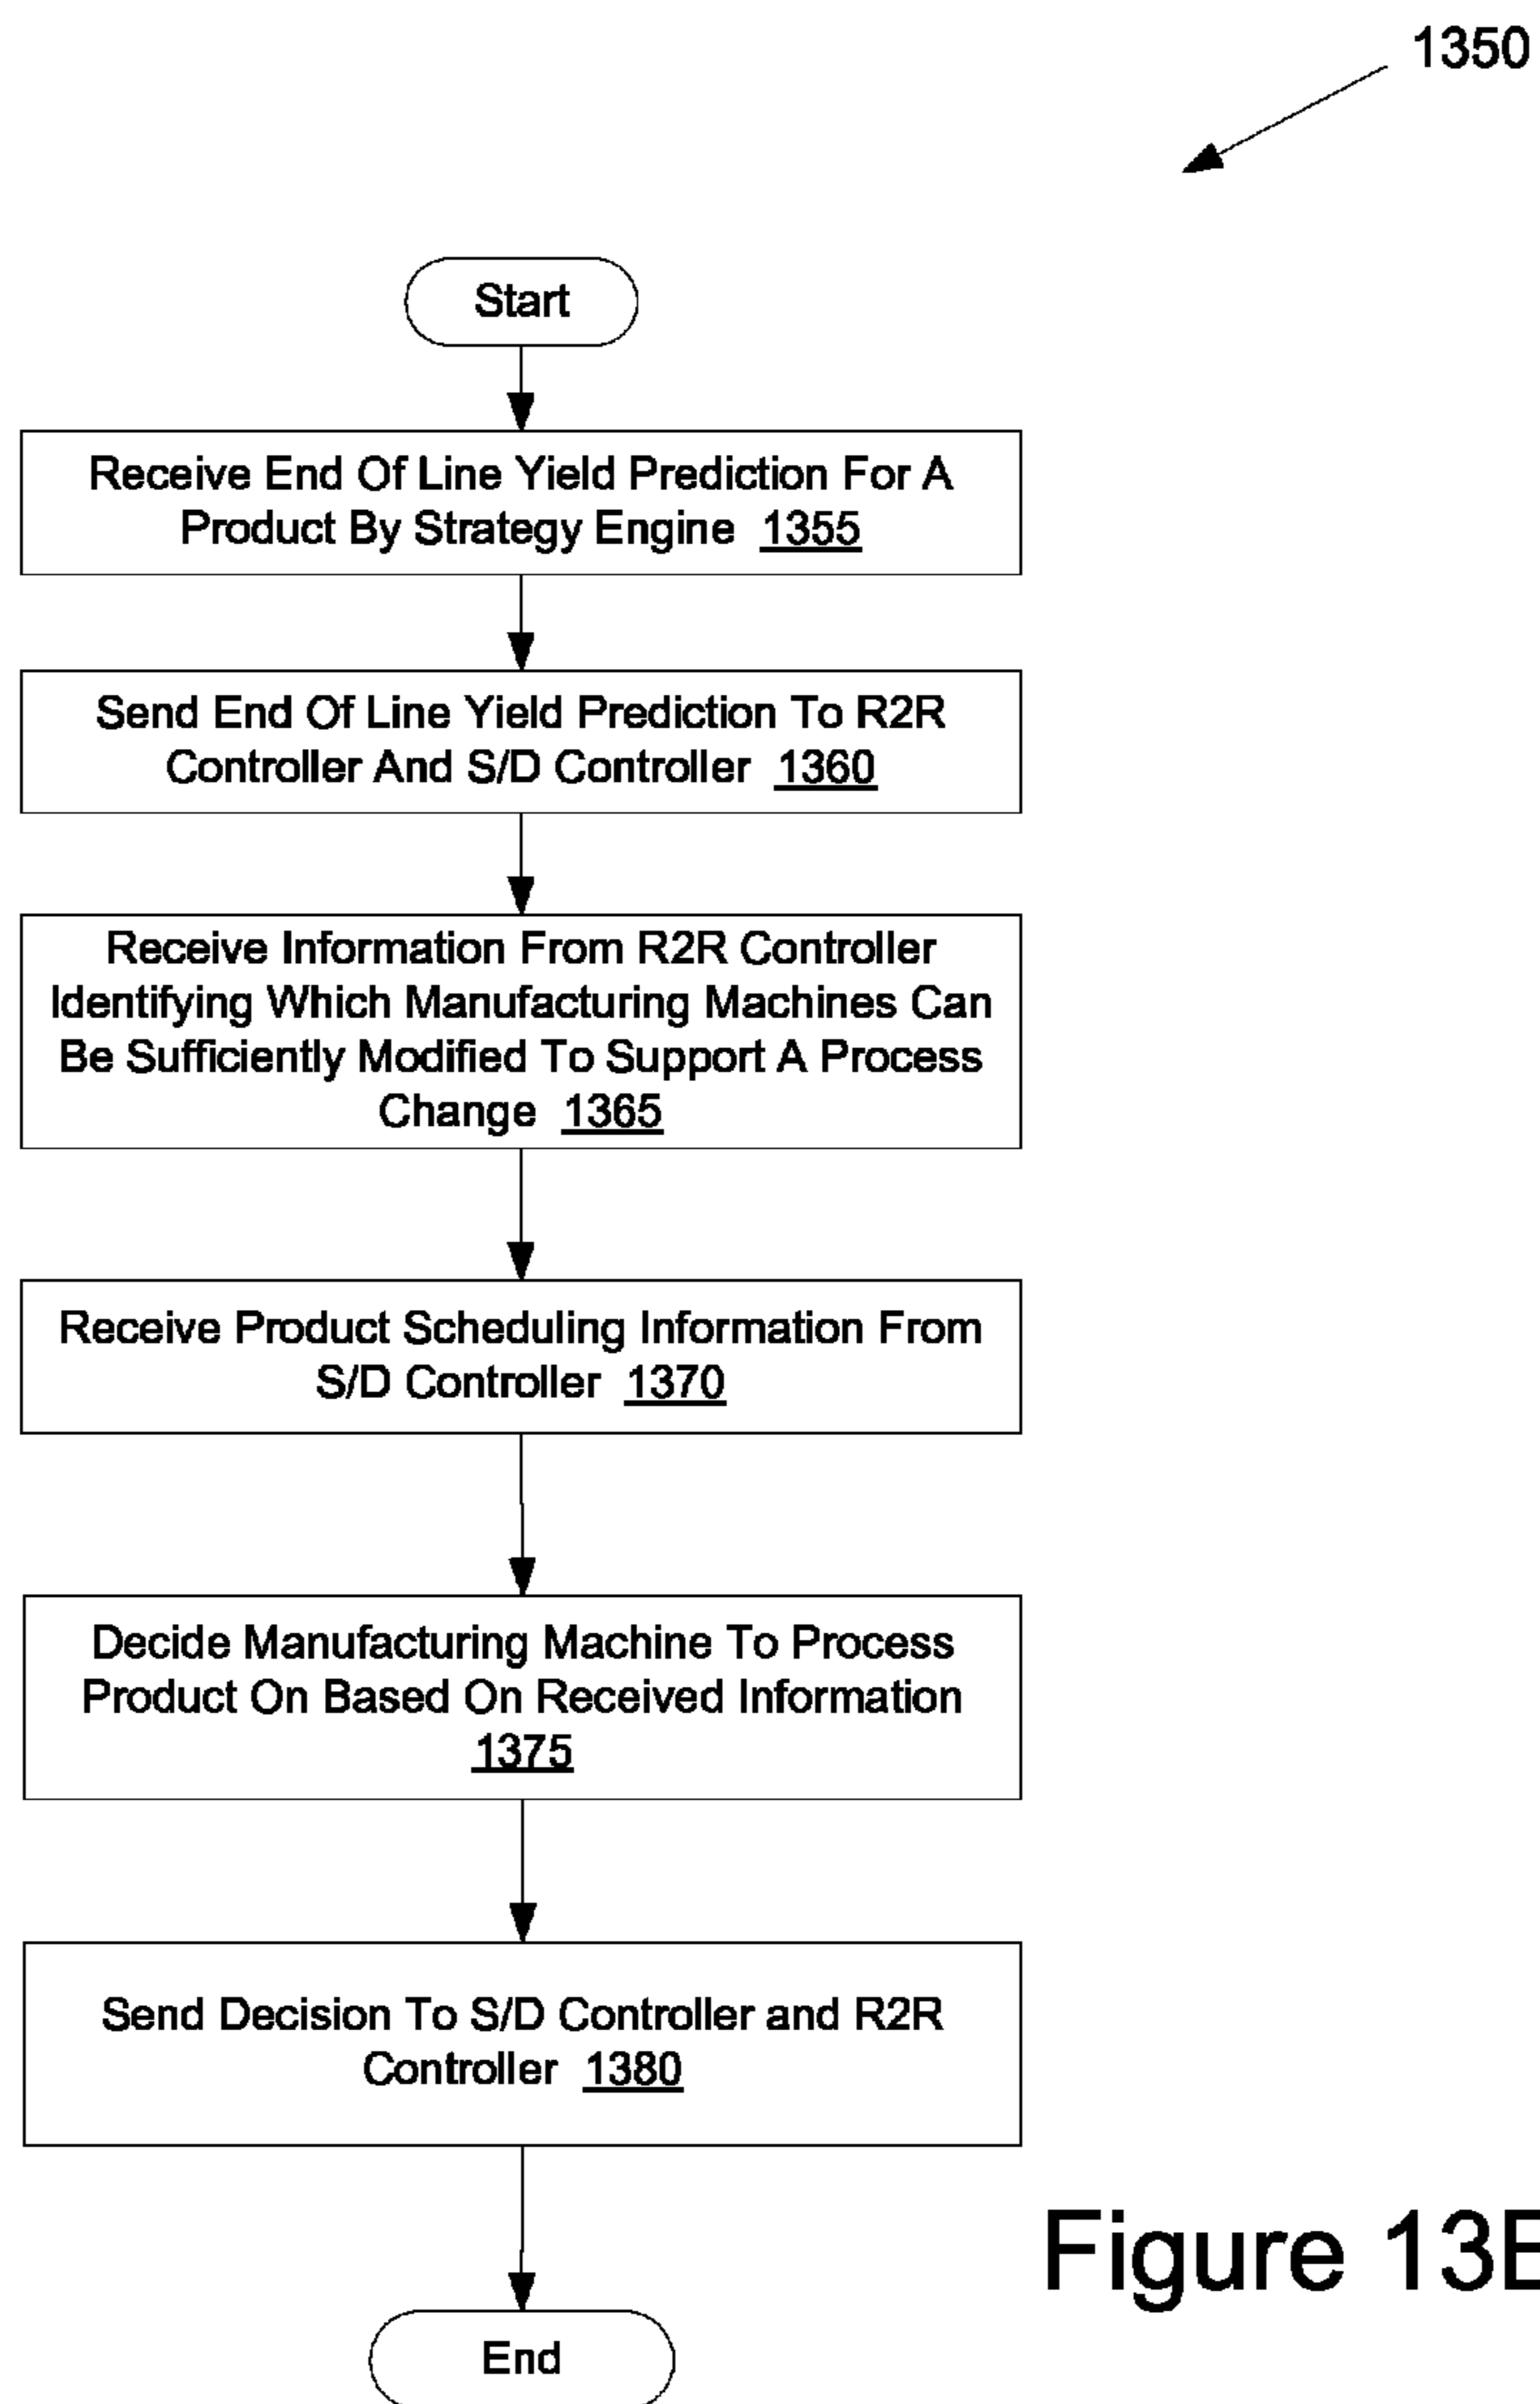 1350
Start
Receive End Of Line Yield Prediction For A
Product By Strategy Engine 1355
Send End Of Line Yield Prediction To R2R
Controller And S/D Controller 1360
Receive Information From R2R Controller
Identifying Which Manufacturing Machines Can
Be Sufficiently Modified To Support A Process
Change 1365
Receive Product Scheduling Information From
S/D Controller 1370
Decide Manufacturing Machine To Process
Product On Based On Received Information
1375
Send Decision To S/D Controller and R2R
Controller 1380
End
Figure